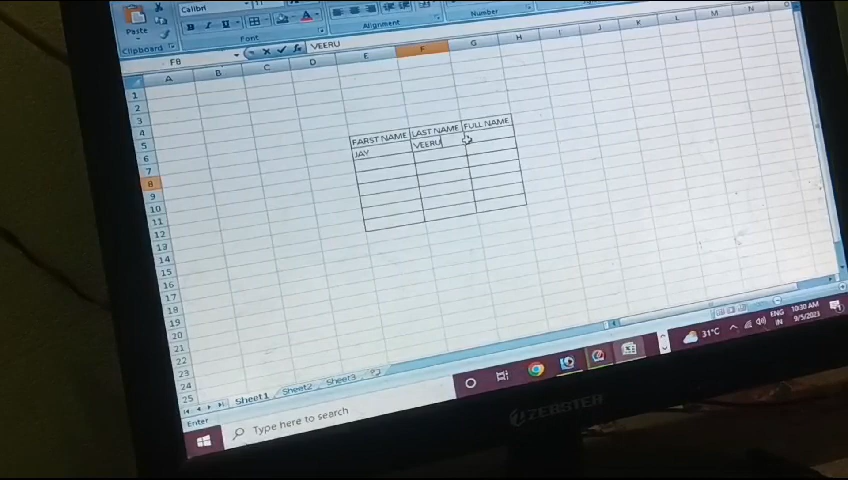 Calibri
Paste
B I U
A
Clipboard
Font
Alignment
Number
F8
fx VEERU
A B C D E F G H I J K L M N
1
2
3
4
5
6
7
8
9
10
11
12
13
14
15
16
17
18
19
20
21
22
23
24
25
FARST NAME LAST NAME FULL NAME
JAY VEERU
Sheet1 Sheet2 Sheet3
Enter
Type here to search
31°C
ENG
IN
10:30 AM
9/5/2023
ZEBSTER